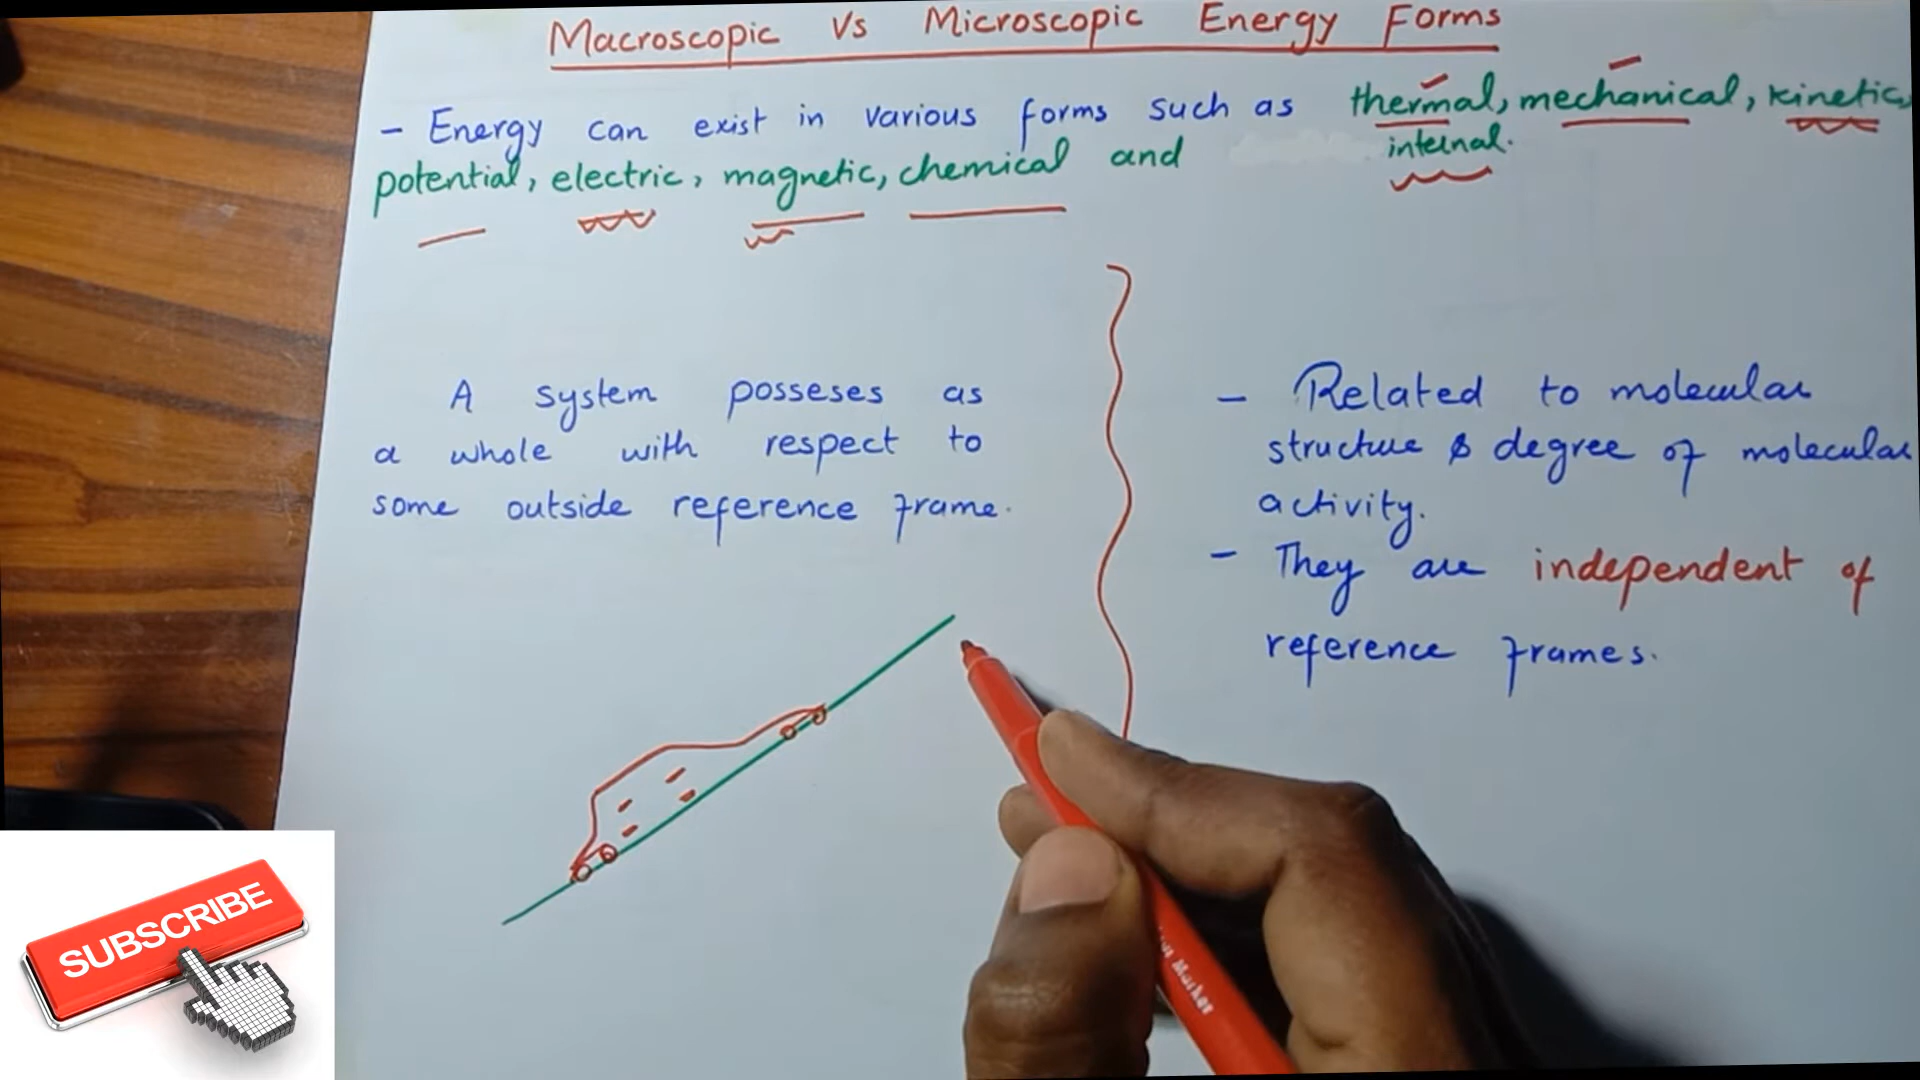 Macroscopic Vs Microscopic Energy Forms
- Energy can exist in various forms such as thermal, mechanical, kinetic,
potential, electric, magnetic, chemical and internal.
A system posseses as
a whole with respect to
some outside reference frame.
- Related to molecular
structure & degree of molecular
activity.
- They are independent of
reference frames.
SUBSCRIBE
Marker